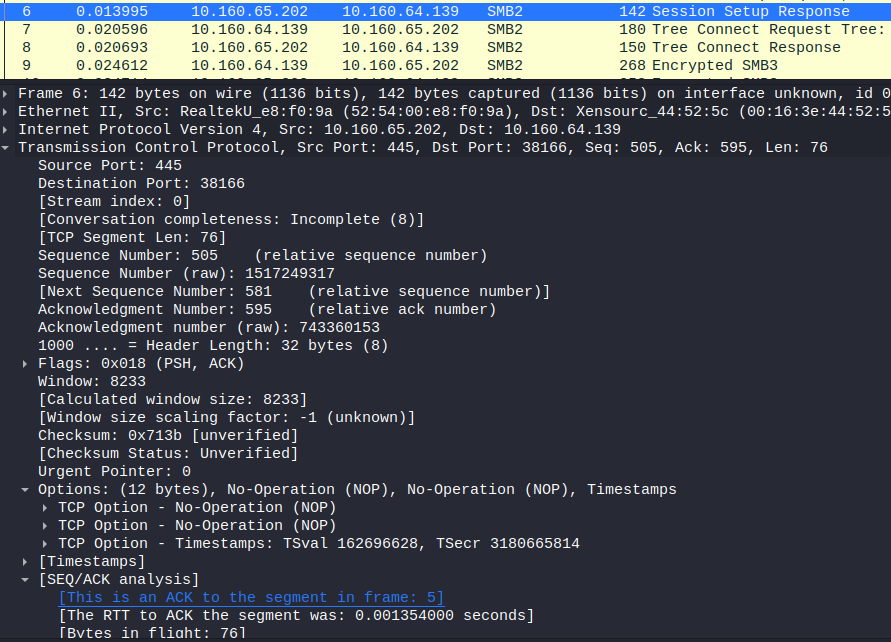 6 0.013995 10.160.65.202 10.160.64.139 SMB2 142 Session Setup Response
7 0.020596 10.160.64.139 10.160.65.202 SMB2 180 Tree Connect Request Tree:
8 0.020693 10.160.65.202 10.160.64.139 SMB2 150 Tree Connect Response
9 0.024612 10.160.64.139 10.160.65.202 SMB2 268 Encrypted SMB3
Frame 6: 142 bytes on wire (1136 bits), 142 bytes captured (1136 bits) on interface unknown, id 0
Ethernet II, Src: RealtekU_e8:f0:9a (52:54:00:e8:f0:9a), Dst: Xensourc_44:52:5c (00:16:3e:44:52:5
Internet Protocol Version 4, Src: 10.160.65.202, Dst: 10.160.64.139
Transmission Control Protocol, Src Port: 445, Dst Port: 38166, Seq: 505, Ack: 595, Len: 76
Source Port: 445
Destination Port: 38166
[Stream index: 0]
[Conversation completeness: Incomplete (8)]
[TCP Segment Len: 76]
Sequence Number: 505 (relative sequence number)
Sequence Number (raw): 1517249317
[Next Sequence Number: 581 (relative sequence number)]
Acknowledgment Number: 595 (relative ack number)
Acknowledgment number (raw): 743360153
1000 .... = Header Length: 32 bytes (8)
Flags: 0x018 (PSH, ACK)
Window: 8233
[Calculated window size: 8233]
[Window size scaling factor: -1 (unknown)]
Checksum: 0x713b [unverified]
[Checksum Status: Unverified]
Urgent Pointer: 0
Options: (12 bytes), No-Operation (NOP), No-Operation (NOP), Timestamps
TCP Option - No-Operation (NOP)
TCP Option - No-Operation (NOP)
TCP Option - Timestamps: TSval 162696628, TSecr 3180665814
[Timestamps]
[SEQ/ACK analysis]
[This is an ACK to the segment in frame: 5]
[The RTT to ACK the segment was: 0.001354000 seconds]
[Bytes in flight: 76]